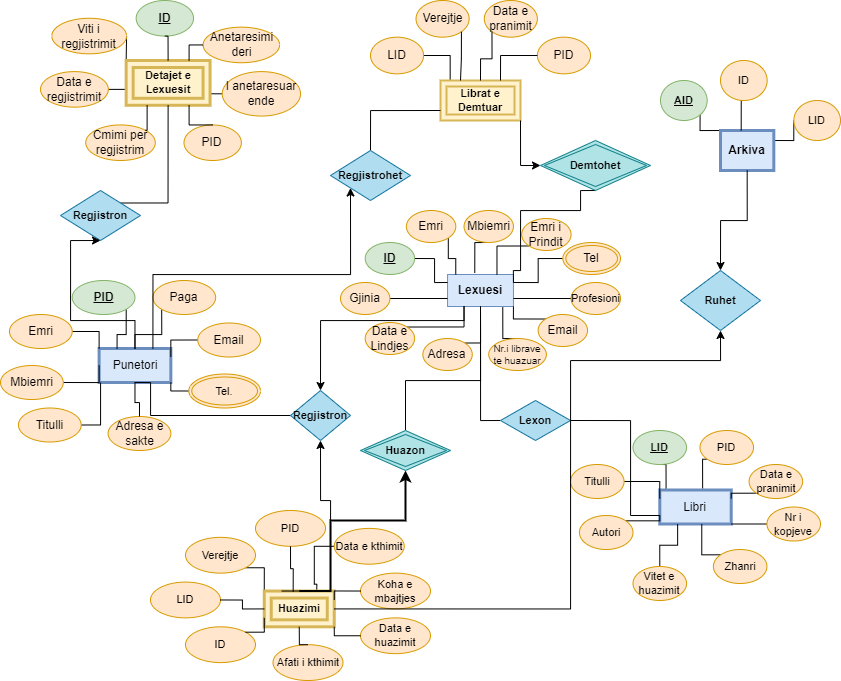 ID
Viti i
regjistrimit
Anetaresimi
deri
Detajet e
Lexuesit
Data e
regjistrimit
I anetaresuar
ende
Cmimi per
regjistrim
PID
Verejtje
Data e
pranimit
LID
PID
Librat e
Demtuar
ID
AID
LID
Arkiva
Regjistrohet
Demtohet
Regjistron
Emri
Mbiemri
Emri i
Prindit
ID
Tel
Lexuesi
Gjinia
Profesioni
Data e
Lindjes
Email
Adresa
Nr.i librave
te huazuar
Ruhet
PID
Paga
Emri
Email
Punetori
Mbiemri
Tel.
Titulli
Adresa e
sakte
Regjistron
Huazon
Lexon
LID
PID
Titulli
Data e
pranimit
Libri
Autori
Nr i
kopjeve
Vitet e
huazimit
Zhanri
PID
Verejtje
Data e kthimit
LID
Koha e
mbajtjes
Huazimi
ID
Data e
huazimit
Afati i kthimit